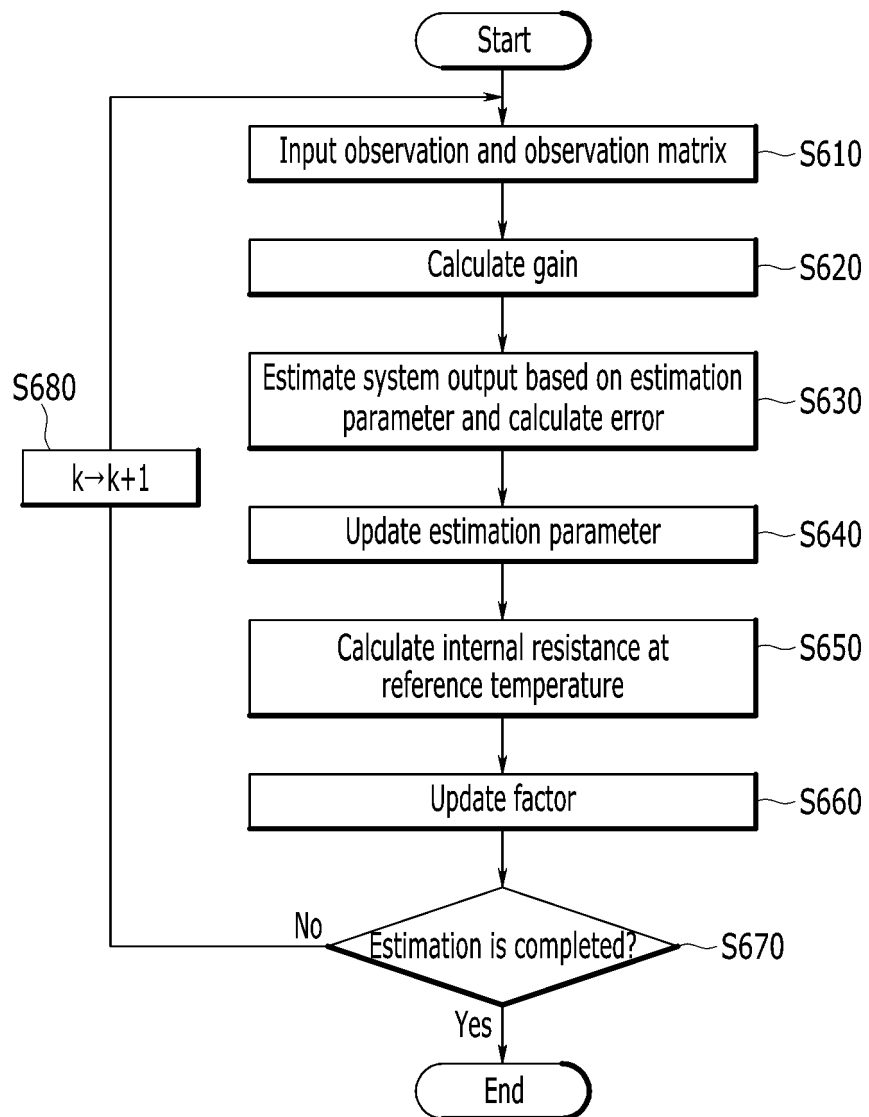 Start
Input observation and observation matrix
S610
Calculate gain
S620
Estimate system output based on estimation
parameter and calculate error
S630
S680
k→k+1
Update estimation parameter
S640
Calculate internal resistance at
reference temperature
S650
Update factor
S660
No
Estimation is completed?
S670
Yes
End